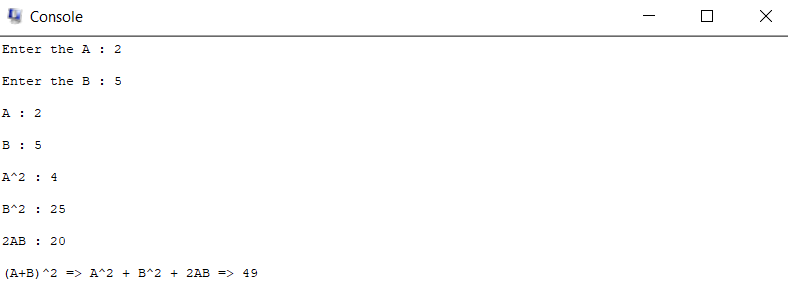 Console
Enter the A : 2
Enter the B : 5
A : 2
B : 5
A^2 : 4
B^2 : 25
2AB : 20
(A+B)^2 => A^2 + B^2 + 2AB => 49